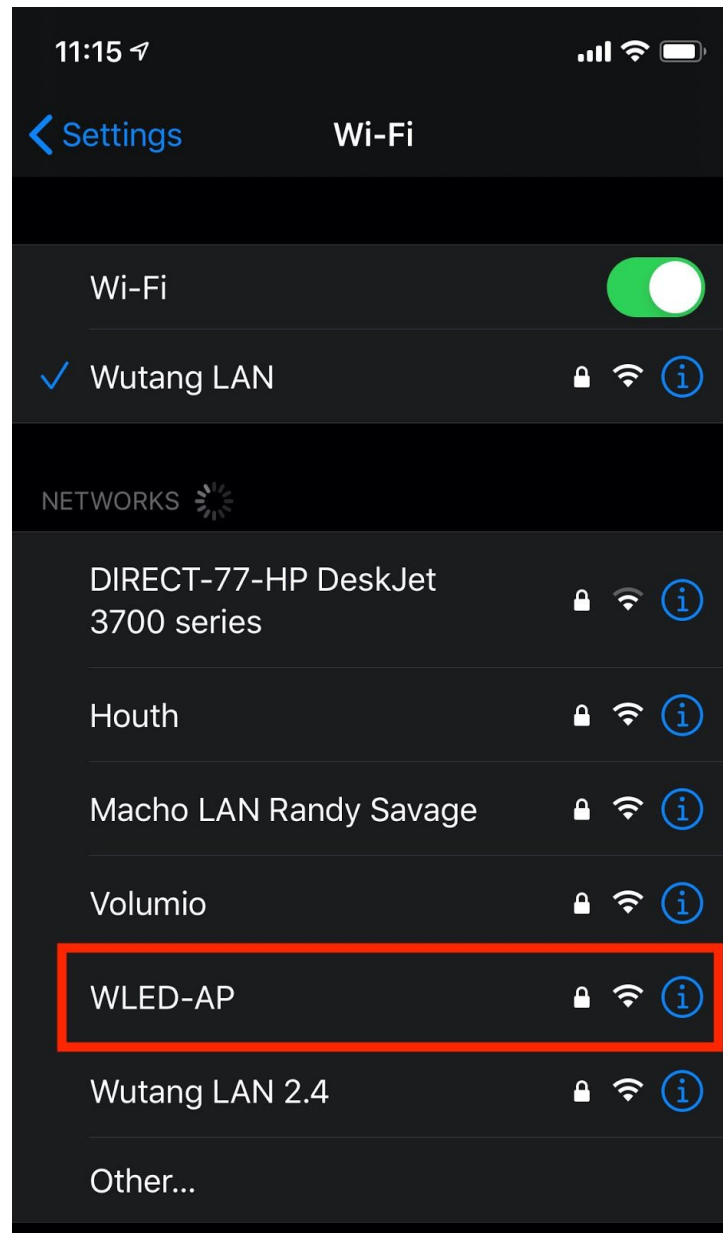 11:15
Settings
Wi-Fi
Wi-Fi
Wutang LAN
NETWORKS
DIRECT-77-HP DeskJet
3700 series
Houth
Macho LAN Randy Savage
Volumio
WLED-AP
Wutang LAN 2.4
Other...